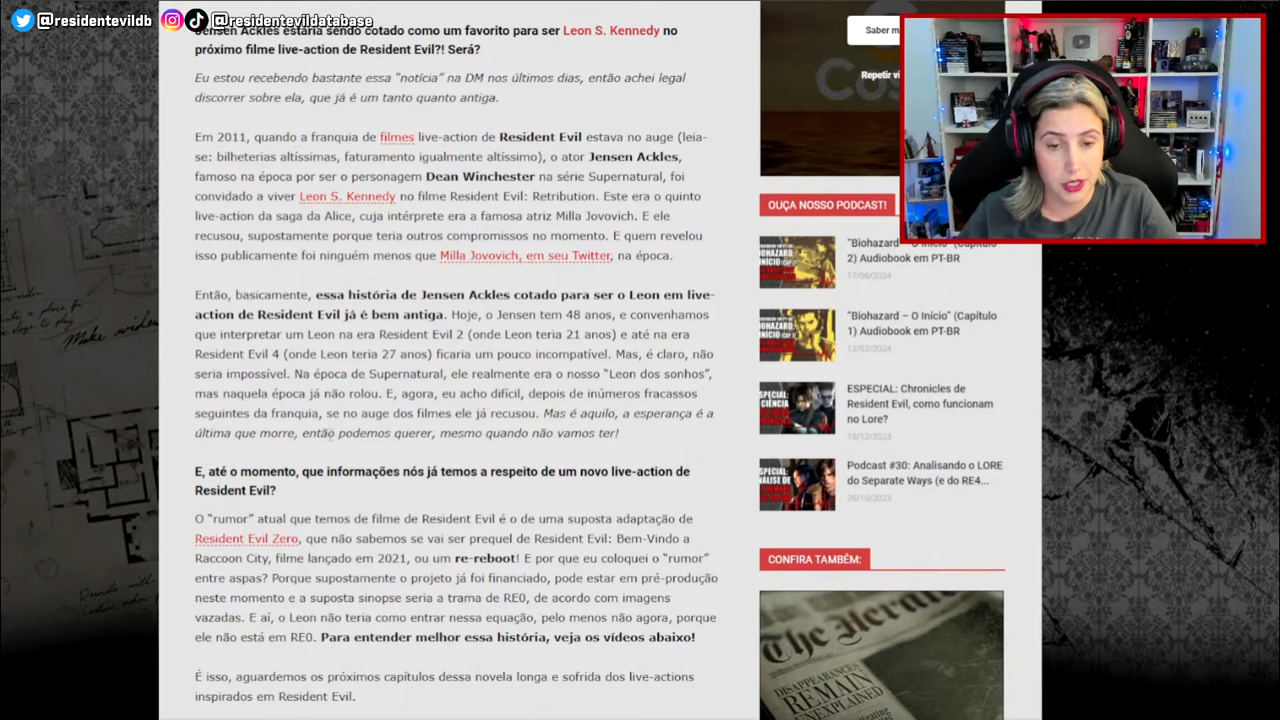 @residentevildb @residentevildatabase
Jensen Ackles estaria sendo cotado como um favorito para ser Leon S. Kennedy no
próximo filme live-action de Resident Evil?! Será?
Eu estou recebendo bastante essa “notícia” na DM nos últimos dias, então achei legal
discorrer sobre ela, que já é um tanto quanto antiga.
Em 2011, quando a franquia de filmes live-action de Resident Evil estava no auge (leia-
se: bilheterias altíssimas, faturamento igualmente altíssimo), o ator Jensen Ackles,
famoso na época por ser o personagem Dean Winchester na série Supernatural, foi
convidado a viver Leon S. Kennedy no filme Resident Evil: Retribution. Este era o quinto
live-action da saga da Alice, cuja intérprete era a famosa atriz Milla Jovovich. E ele
recusou, supostamente porque teria outros compromissos no momento. E quem revelou
isso publicamente foi ninguém menos que Milla Jovovich, em seu Twitter, na época.
Então, basicamente, essa história de Jensen Ackles cotado para ser o Leon em live-
action de Resident Evil já é bem antiga. Hoje, o Jensen tem 48 anos, e convenhamos
que interpretar um Leon na era Resident Evil 2 (onde Leon teria 21 anos) e até na era
Resident Evil 4 (onde Leon teria 27 anos) ficaria um pouco incompatível. Mas, é claro, não
seria impossível. Na época de Supernatural, ele realmente era o nosso “Leon dos sonhos”,
mas naquela época já não rolou. E, agora, eu acho difícil, depois de inúmeros fracassos
seguintes da franquia, se no auge dos filmes ele já recusou. Mas é aquilo, a esperança é a
última que morre, então podemos querer, mesmo quando não vamos ter!
E, até o momento, que informações nós já temos a respeito de um novo live-action de
Resident Evil?
O “rumor” atual que temos de filme de Resident Evil é o de uma suposta adaptação de
Resident Evil Zero, que não sabemos se vai ser prequel de Resident Evil: Bem-Vindo a
Raccoon City, filme lançado em 2021, ou um re-reboot! E por que eu coloquei o “rumor”
entre aspas? Porque supostamente o projeto já foi financiado, pode estar em pré-produção
neste momento e a suposta sinopse seria a trama de RE0, de acordo com imagens
vazadas. E aí, o Leon não teria como entrar nessa equação, pelo menos não agora, porque
ele não está em RE0. Para entender melhor essa história, veja os vídeos abaixo!
É isso, aguardemos os próximos capítulos dessa novela longa e sofrida dos live-actions
inspirados em Resident Evil.
Saber m
Repetir ví
OUÇA NOSSO PODCAST!
"Biohazard – O Início" (Capítulo
2) Audiobook em PT-BR
17/06/2024
"Biohazard – O Início" (Capítulo
1) Audiobook em PT-BR
12/02/2024
ESPECIAL: Chronicles de
Resident Evil, como funcionam
no Lore?
18/12/2023
Podcast #30: Analisando o LORE
do Separate Ways (e do RE4...
26/10/2023
CONFIRA TAMBÉM:
The Herald
DISAPPEARANCES
REMAIN
UNEXPLAINED